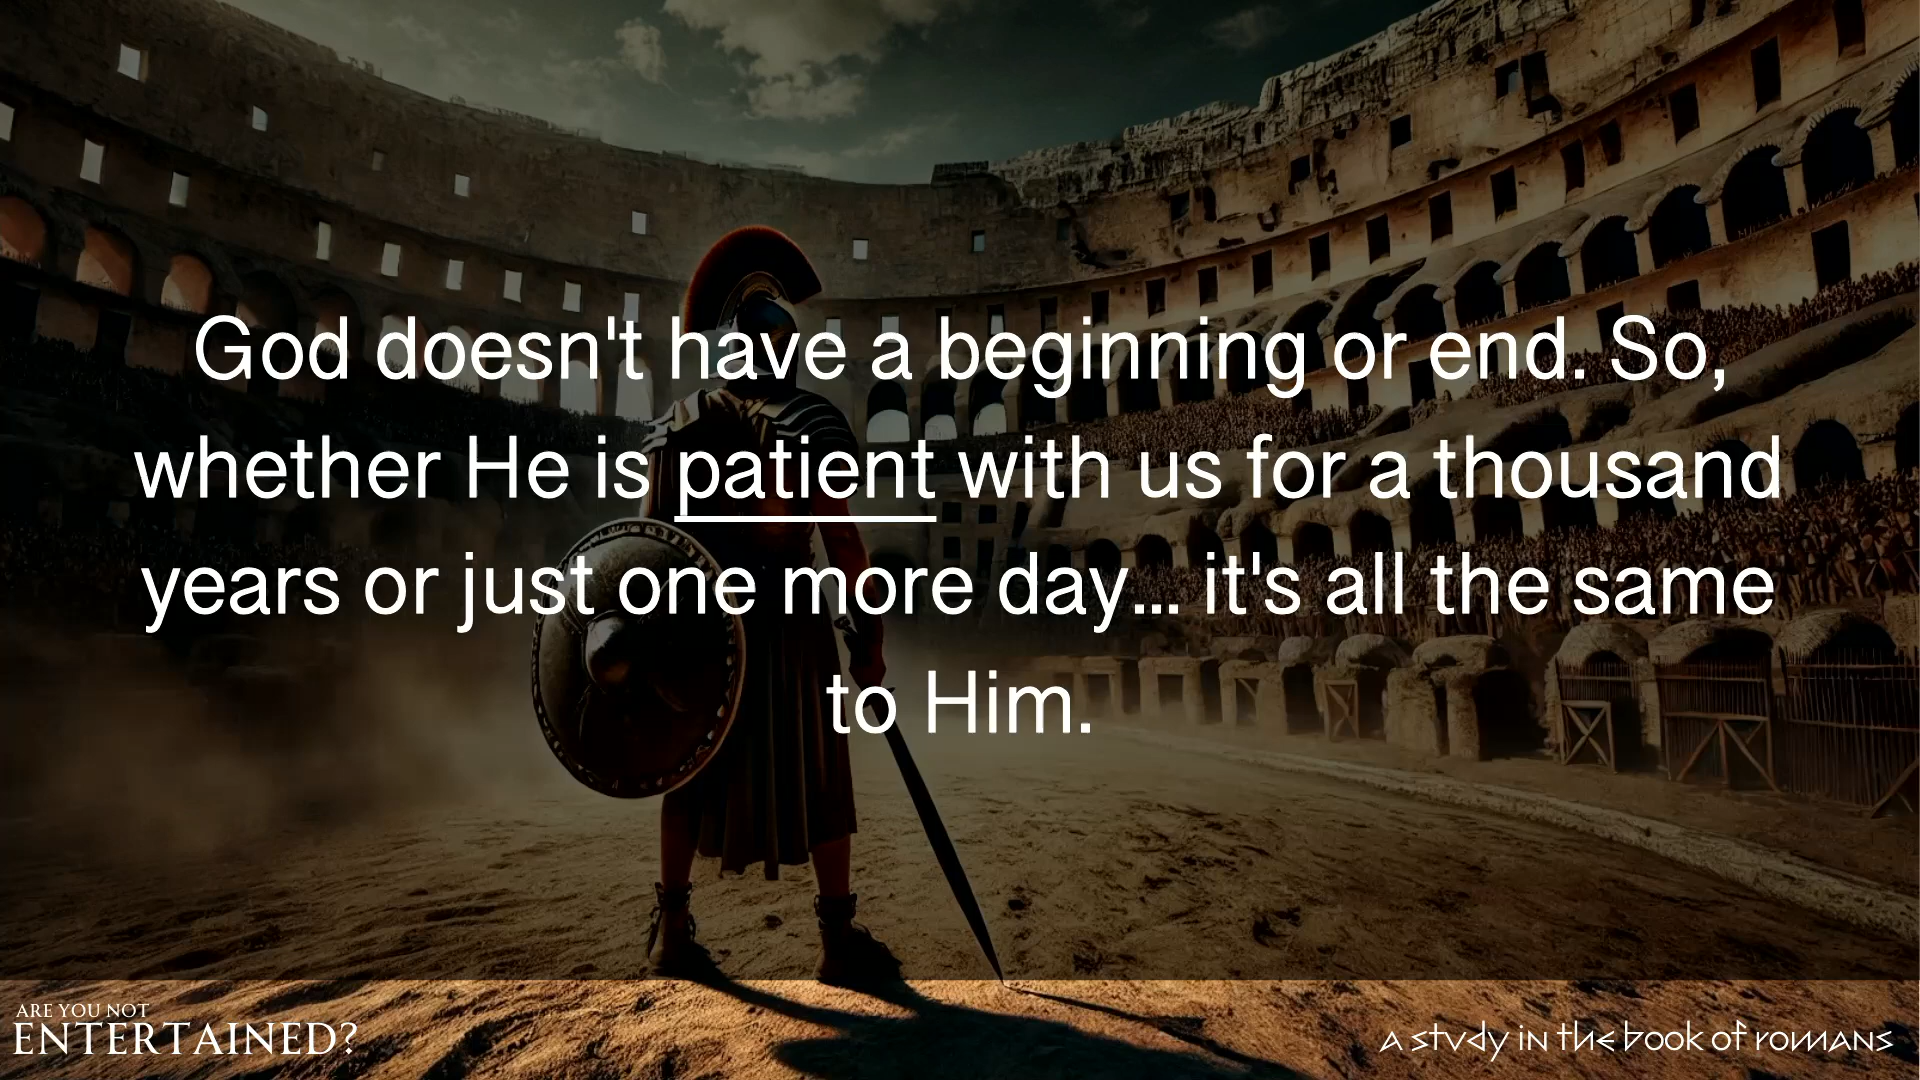 God doesn't have a beginning or end. So,
whether He is patient with us for a thousand
years or just one more day... it's all the same
to Him.
ARE YOU NOT
ENTERTAINED?
A study in the book of romans